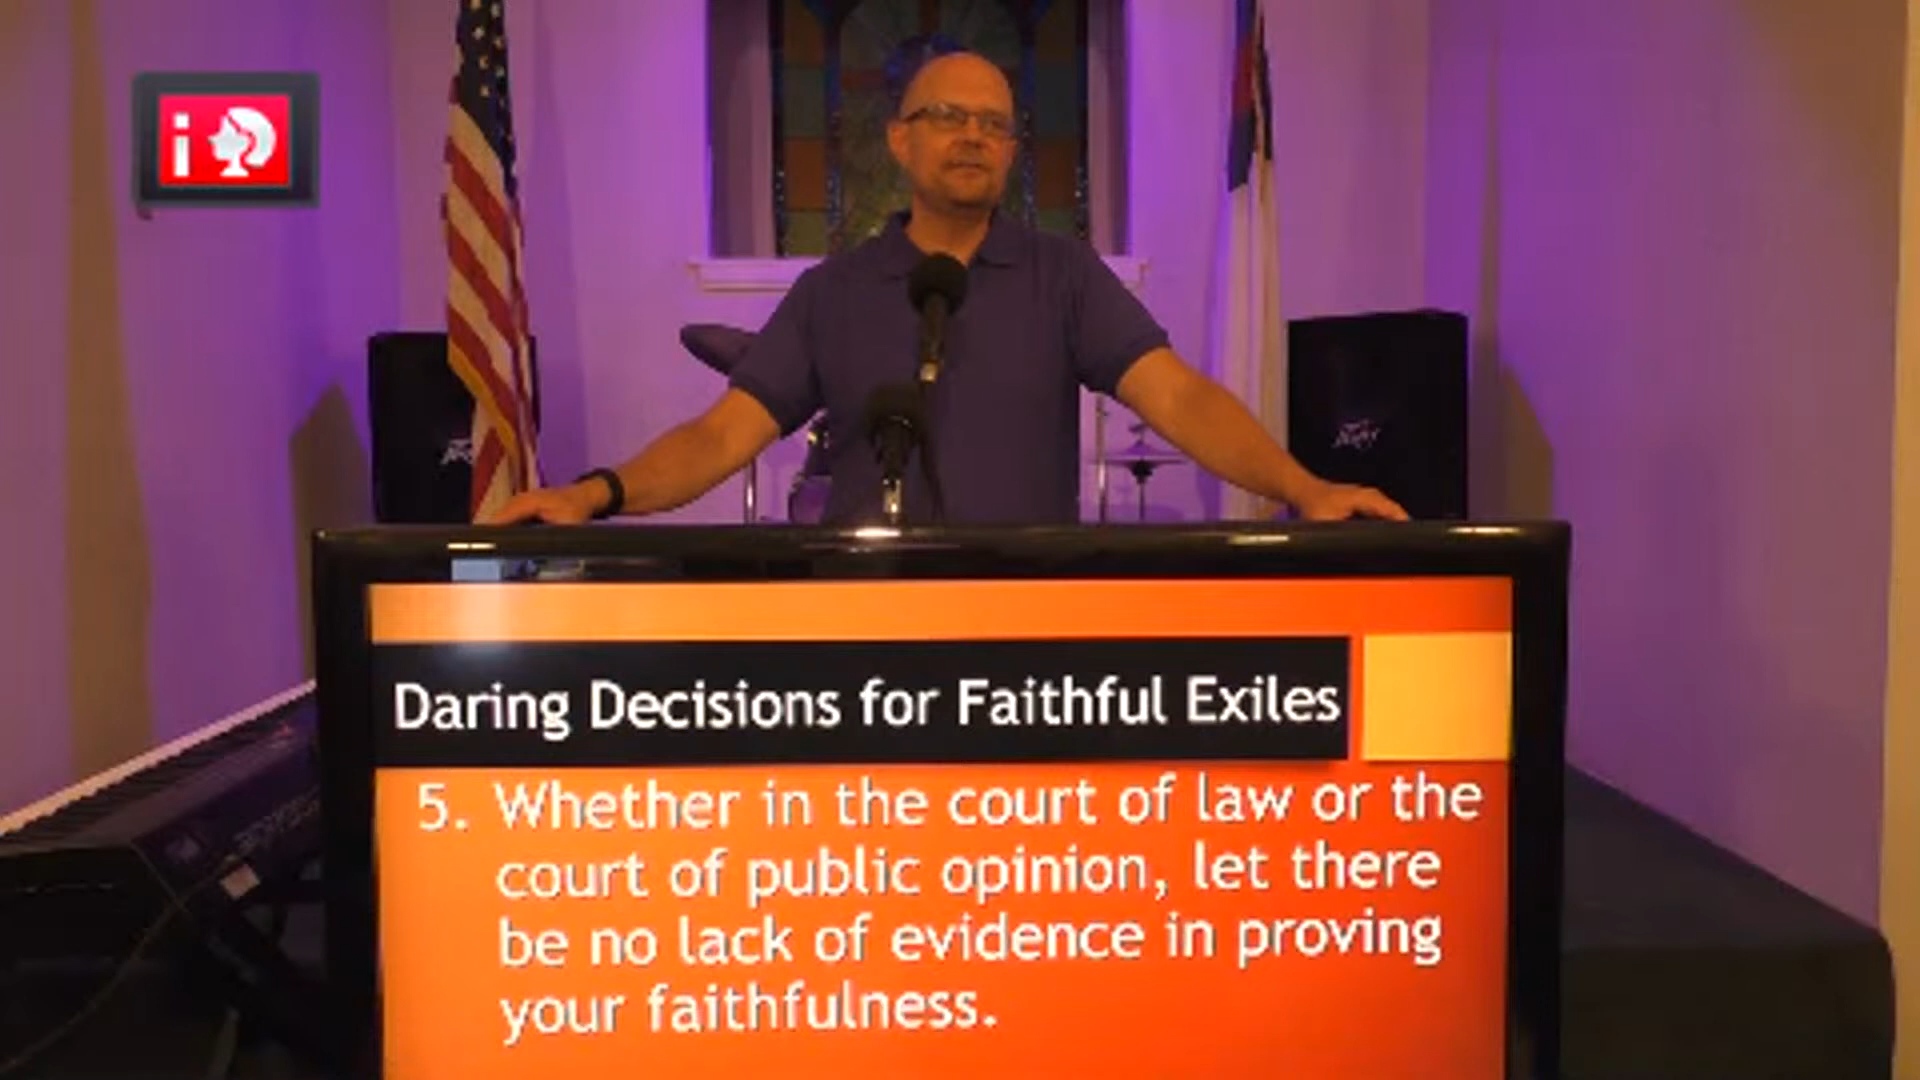 i
Peavey
Daring Decisions for Faithful Exiles
5. Whether in the court of law or the
court of public opinion, let there
be no lack of evidence in proving
your faithfulness.